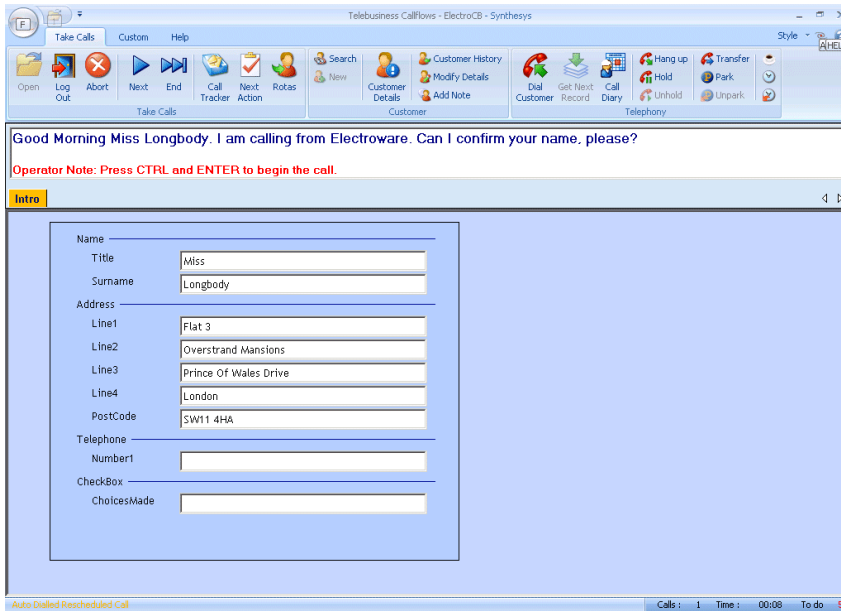 Telebusiness Callflows - ElectroCB - Synthesys
F
Take Calls Custom Help Style
AHEL
Open Log Out Abort Next End Call Tracker Next Action Rotas
Take Calls
Search
New
Customer Details
Customer History
Modify Details
Add Note
Customer
Dial Customer Get Next Record Call Diary
Hang up Transfer
Hold Park
Unhold Unpark
Telephony
Good Morning Miss Longbody. I am calling from Electroware. Can I confirm your name, please?
Operator Note: Press CTRL and ENTER to begin the call.
Intro
Name
Title Miss
Surname Longbody
Address
Line1 Flat 3
Line2 Overstrand Mansions
Line3 Prince Of Wales Drive
Line4 London
PostCode SW11 4HA
Telephone
Number1
CheckBox
ChoicesMade
Auto Dialled Rescheduled Call Calls : 1 Time : 00:08 To do